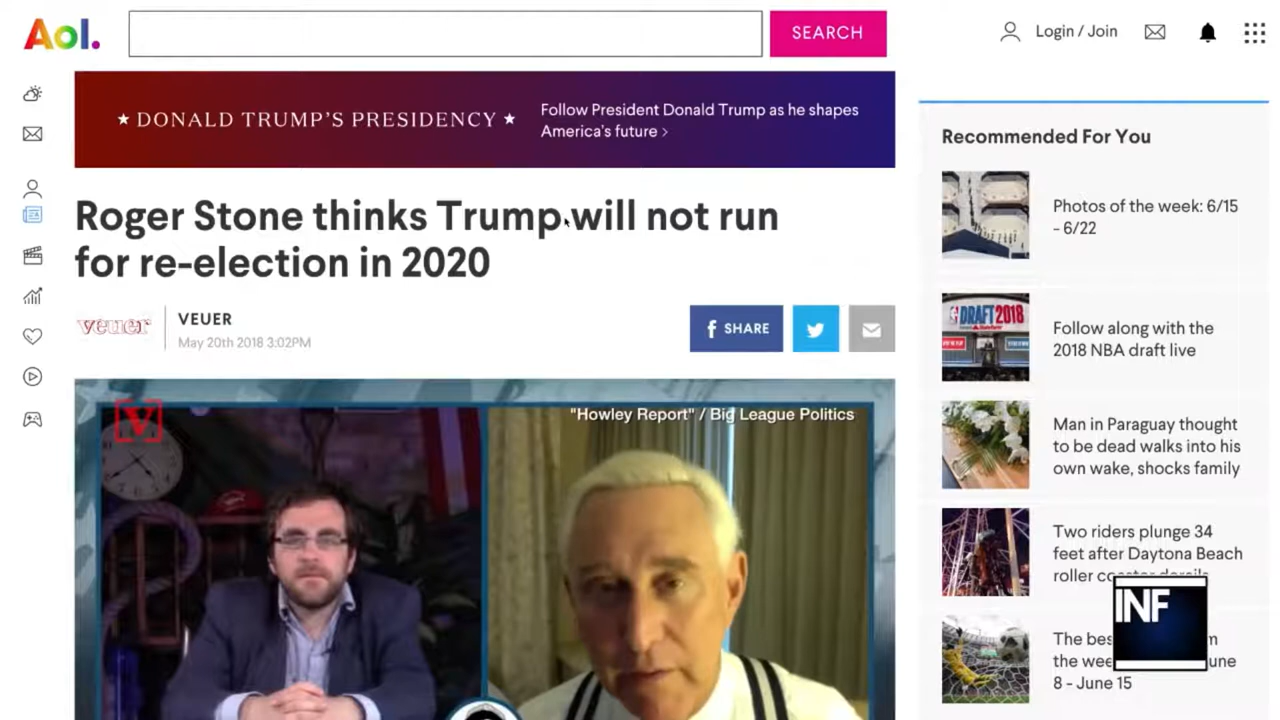 Aol.
SEARCH
Login / Join
★ DONALD TRUMP'S PRESIDENCY ★
Follow President Donald Trump as he shapes
America's future >
Roger Stone thinks Trump will not run
for re-election in 2020
veuer
VEUER
May 20th 2018 3:02PM
f SHARE
V
"Howley Report" / Big League Politics
Recommended For You
Photos of the week: 6/15
- 6/22
DRAFT 2018
Follow along with the
2018 NBA draft live
Man in Paraguay thought
to be dead walks into his
own wake, shocks family
Two riders plunge 34
feet after Daytona Beach
roller
INF
The
the
8 - June 15